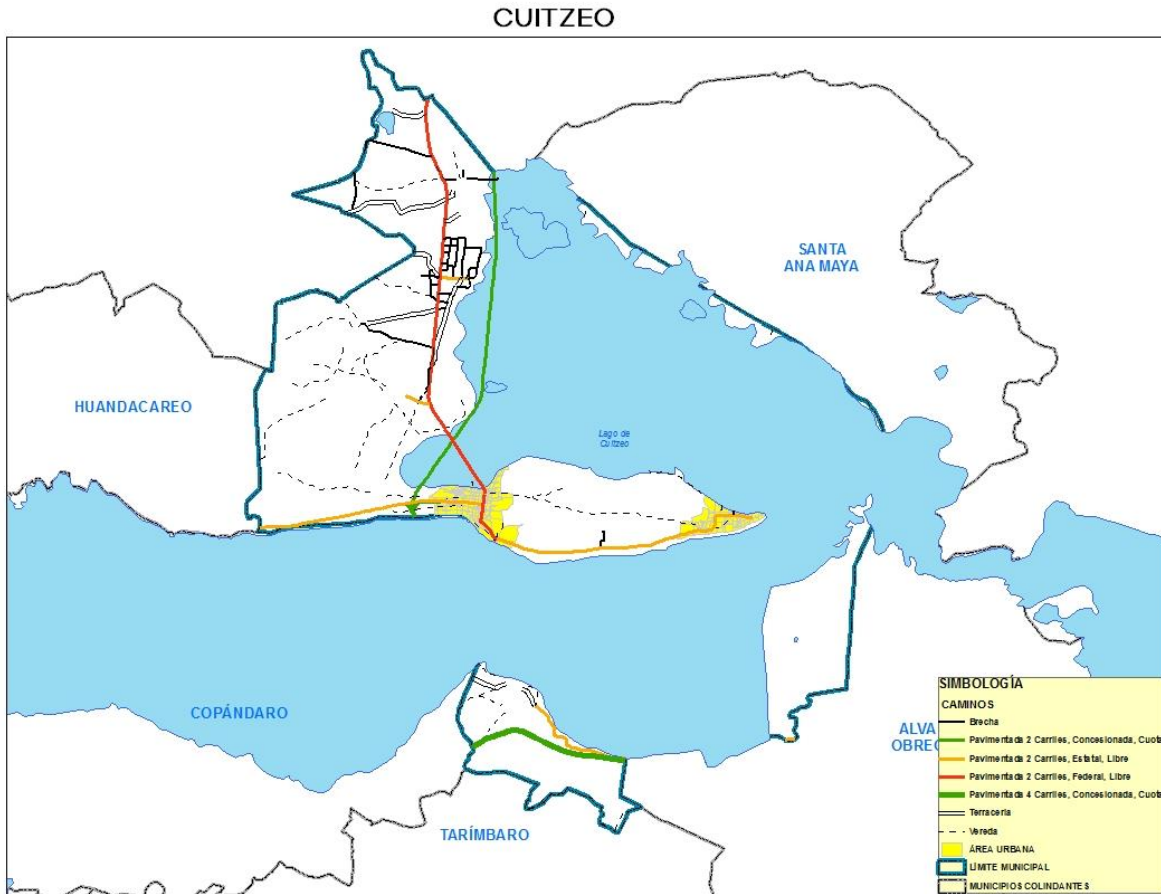 CUITZEO
SANTA
ANA MAYA
HUANDACAREO
Lago de
Cuitzeo
COPÁNDARO
ALVA
OBREG
TARÍMBARO
SIMBOLOGÍA
CAMINOS
Brecha
Pavimentada 2 Carriles, Concesionada, Cuota
Pavimentada 2 Carriles, Estatal, Libre
Pavimentada 2 Carriles, Federal, Libre
Pavimentada 4 Carriles, Concesionada, Cuota
Terracería
Vereda
ÁREA URBANA
LÍMITE MUNICIPAL
MUNICIPIOS COLINDANTES